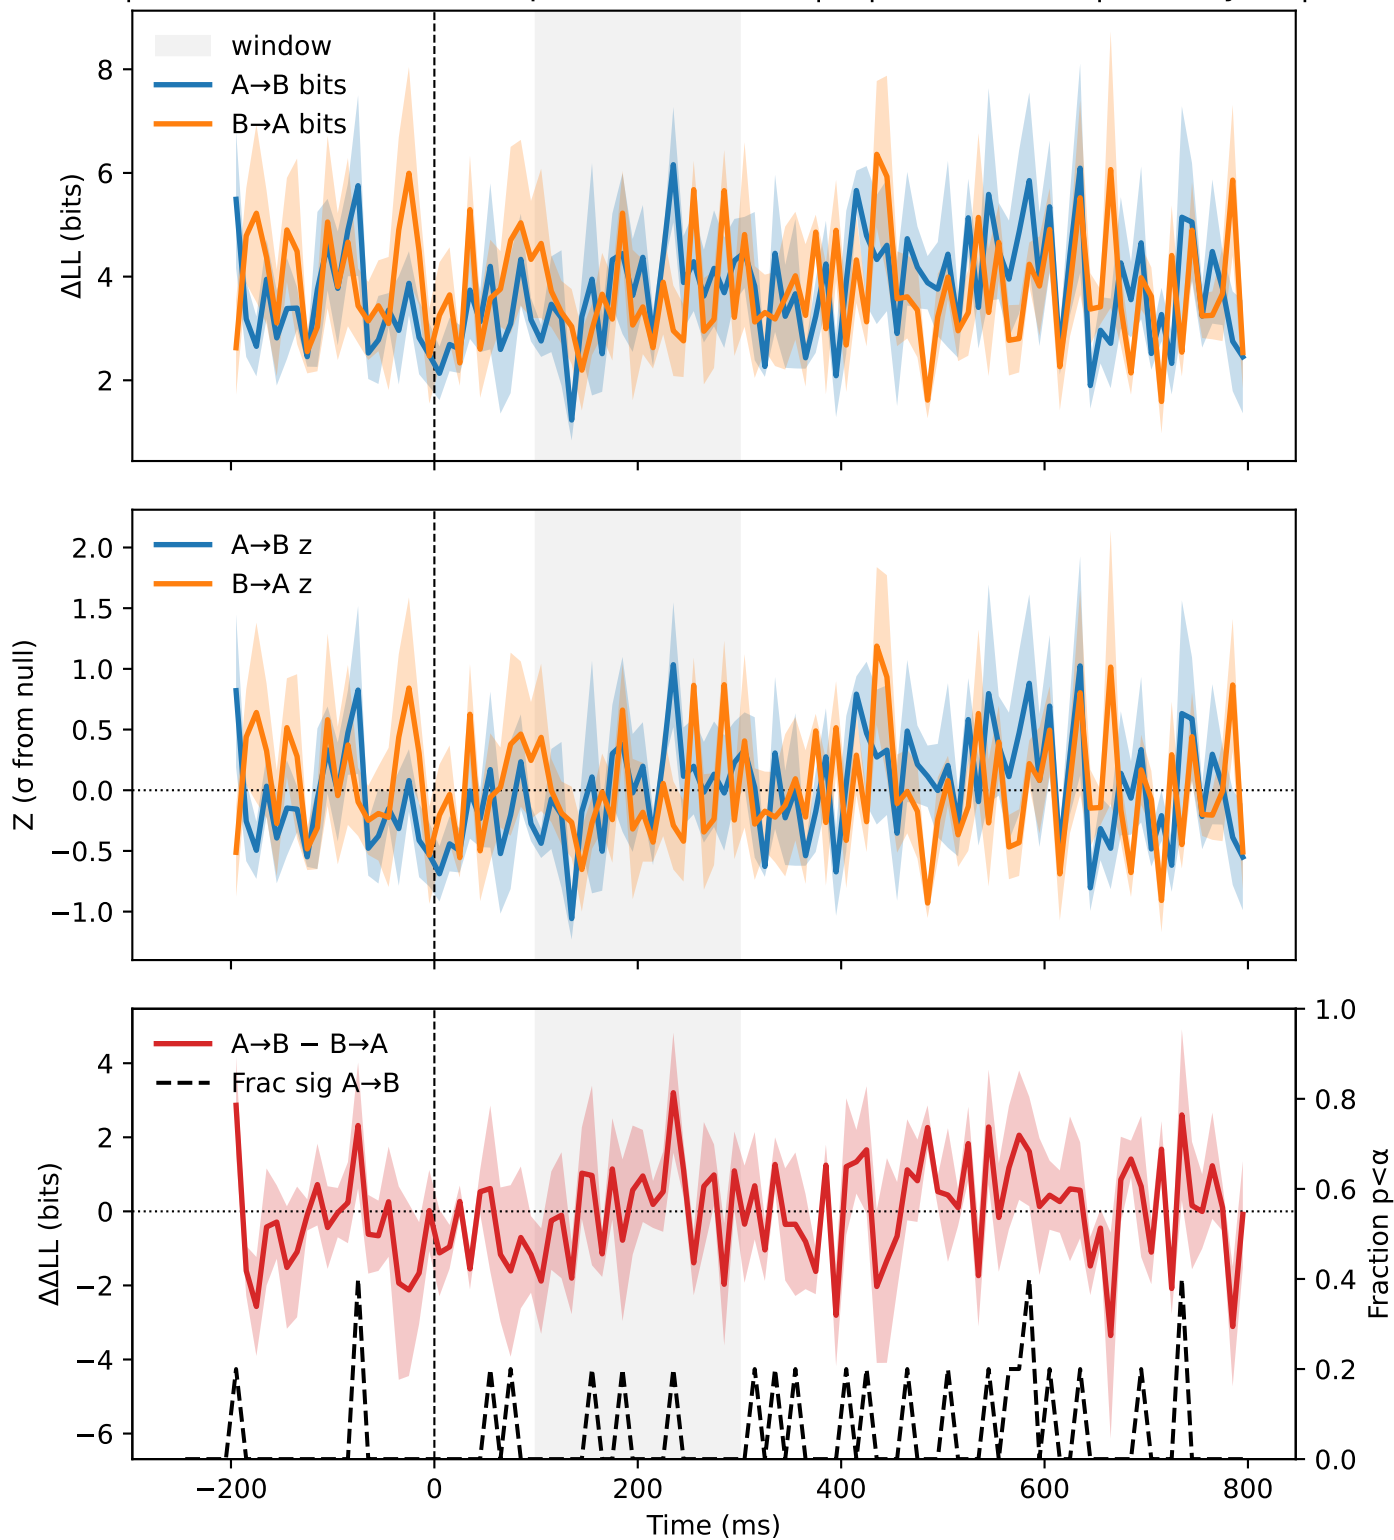 window
A→B bits
B→A bits
8
6
4
2
ΔLL (bits)
A→B z
B→A z
2.0
1.5
1.0
0.5
0.0
−0.5
−1.0
Z (σ from null)
A→B − B→A
Frac sig A→B
4
2
0
−2
−4
−6
ΔΔLL (bits)
1.0
0.8
0.6
0.4
0.2
0.0
Fraction p<α
−200 0 200 400 600 800
Time (ms)